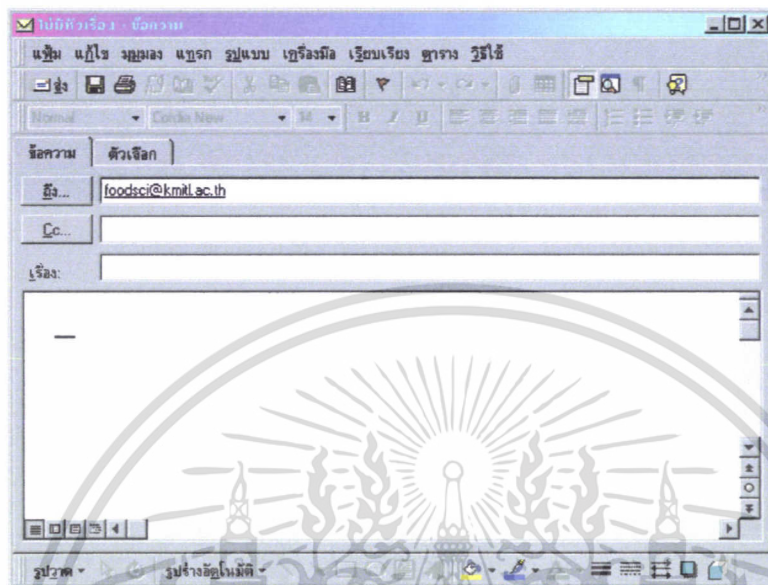 ไม่มีหัวเรื่อง - ข้อความ
แฟ้ม แก้ไข มุมมอง แทรก รูปแบบ เครื่องมือ เรียบเรียง ตาราง วิธีใช้
ส่ง
Normal Cordia New 14 B I U
ข้อความ ตัวเลือก
ถึง... foodsci@kmitl.ac.th
Cc...
เรื่อง:
รูปวาด รูปร่างอัตโนมัติ